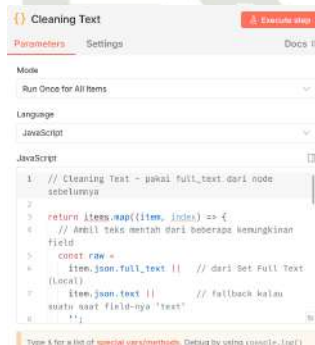 {} Cleaning Text
Execute step
Parameters Settings Docs
Mode
Run Once for All Items
Language
JavaScript
JavaScript
1 // Cleaning Text - pakai full_text dari node
sebelumnya
2
3 return items.map((item, index) => {
4 // Ambil teks mentah dari beberapa kemungkinan
field
5 const raw =
6 item.json.full_text || // dari Set Full Text
(Local)
7 item.json.text || // fallback kalau
suatu saat field-nya 'text'
8 '';
Type $ for a list of special vars/methods. Debug by using console.log()